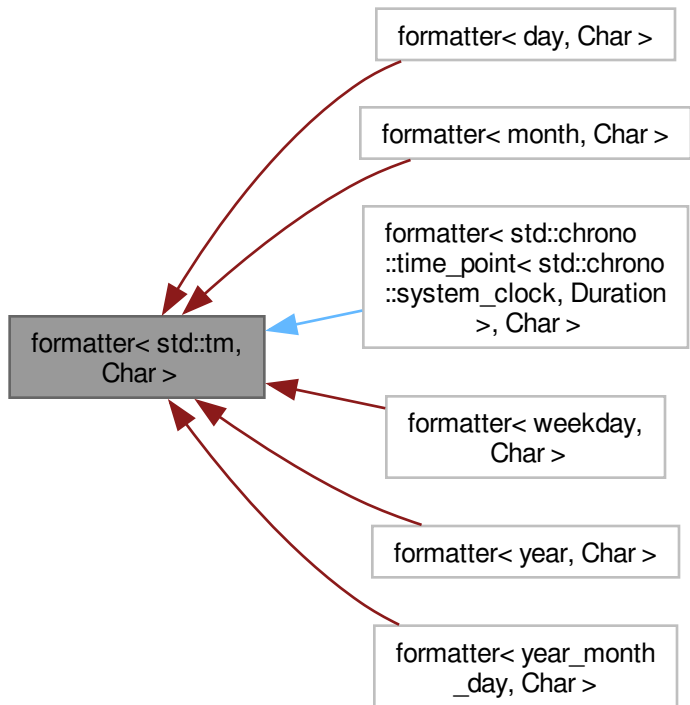 formatter< day, Char >
formatter< month, Char >
formatter< std::chrono
::time_point< std::chrono
::system_clock, Duration
>, Char >
formatter< std::tm,
Char >
formatter< weekday,
Char >
formatter< year, Char >
formatter< year_month
_day, Char >